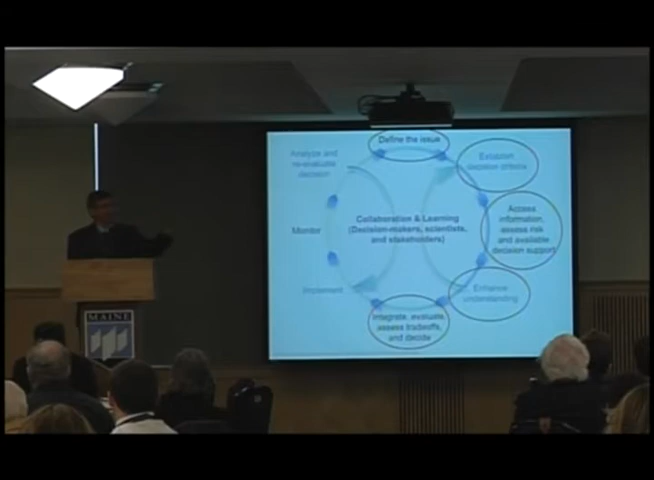 Define the issue
Establish
decision criteria
Access
information,
assess risk
and available
decision support
Enhance
understanding
Integrate, evaluate,
assess tradeoffs,
and decide
Implement
Monitor
Analyze and
re-evaluate
decision
Collaboration & Learning
(Decision-makers, scientists,
and stakeholders)
MAINE